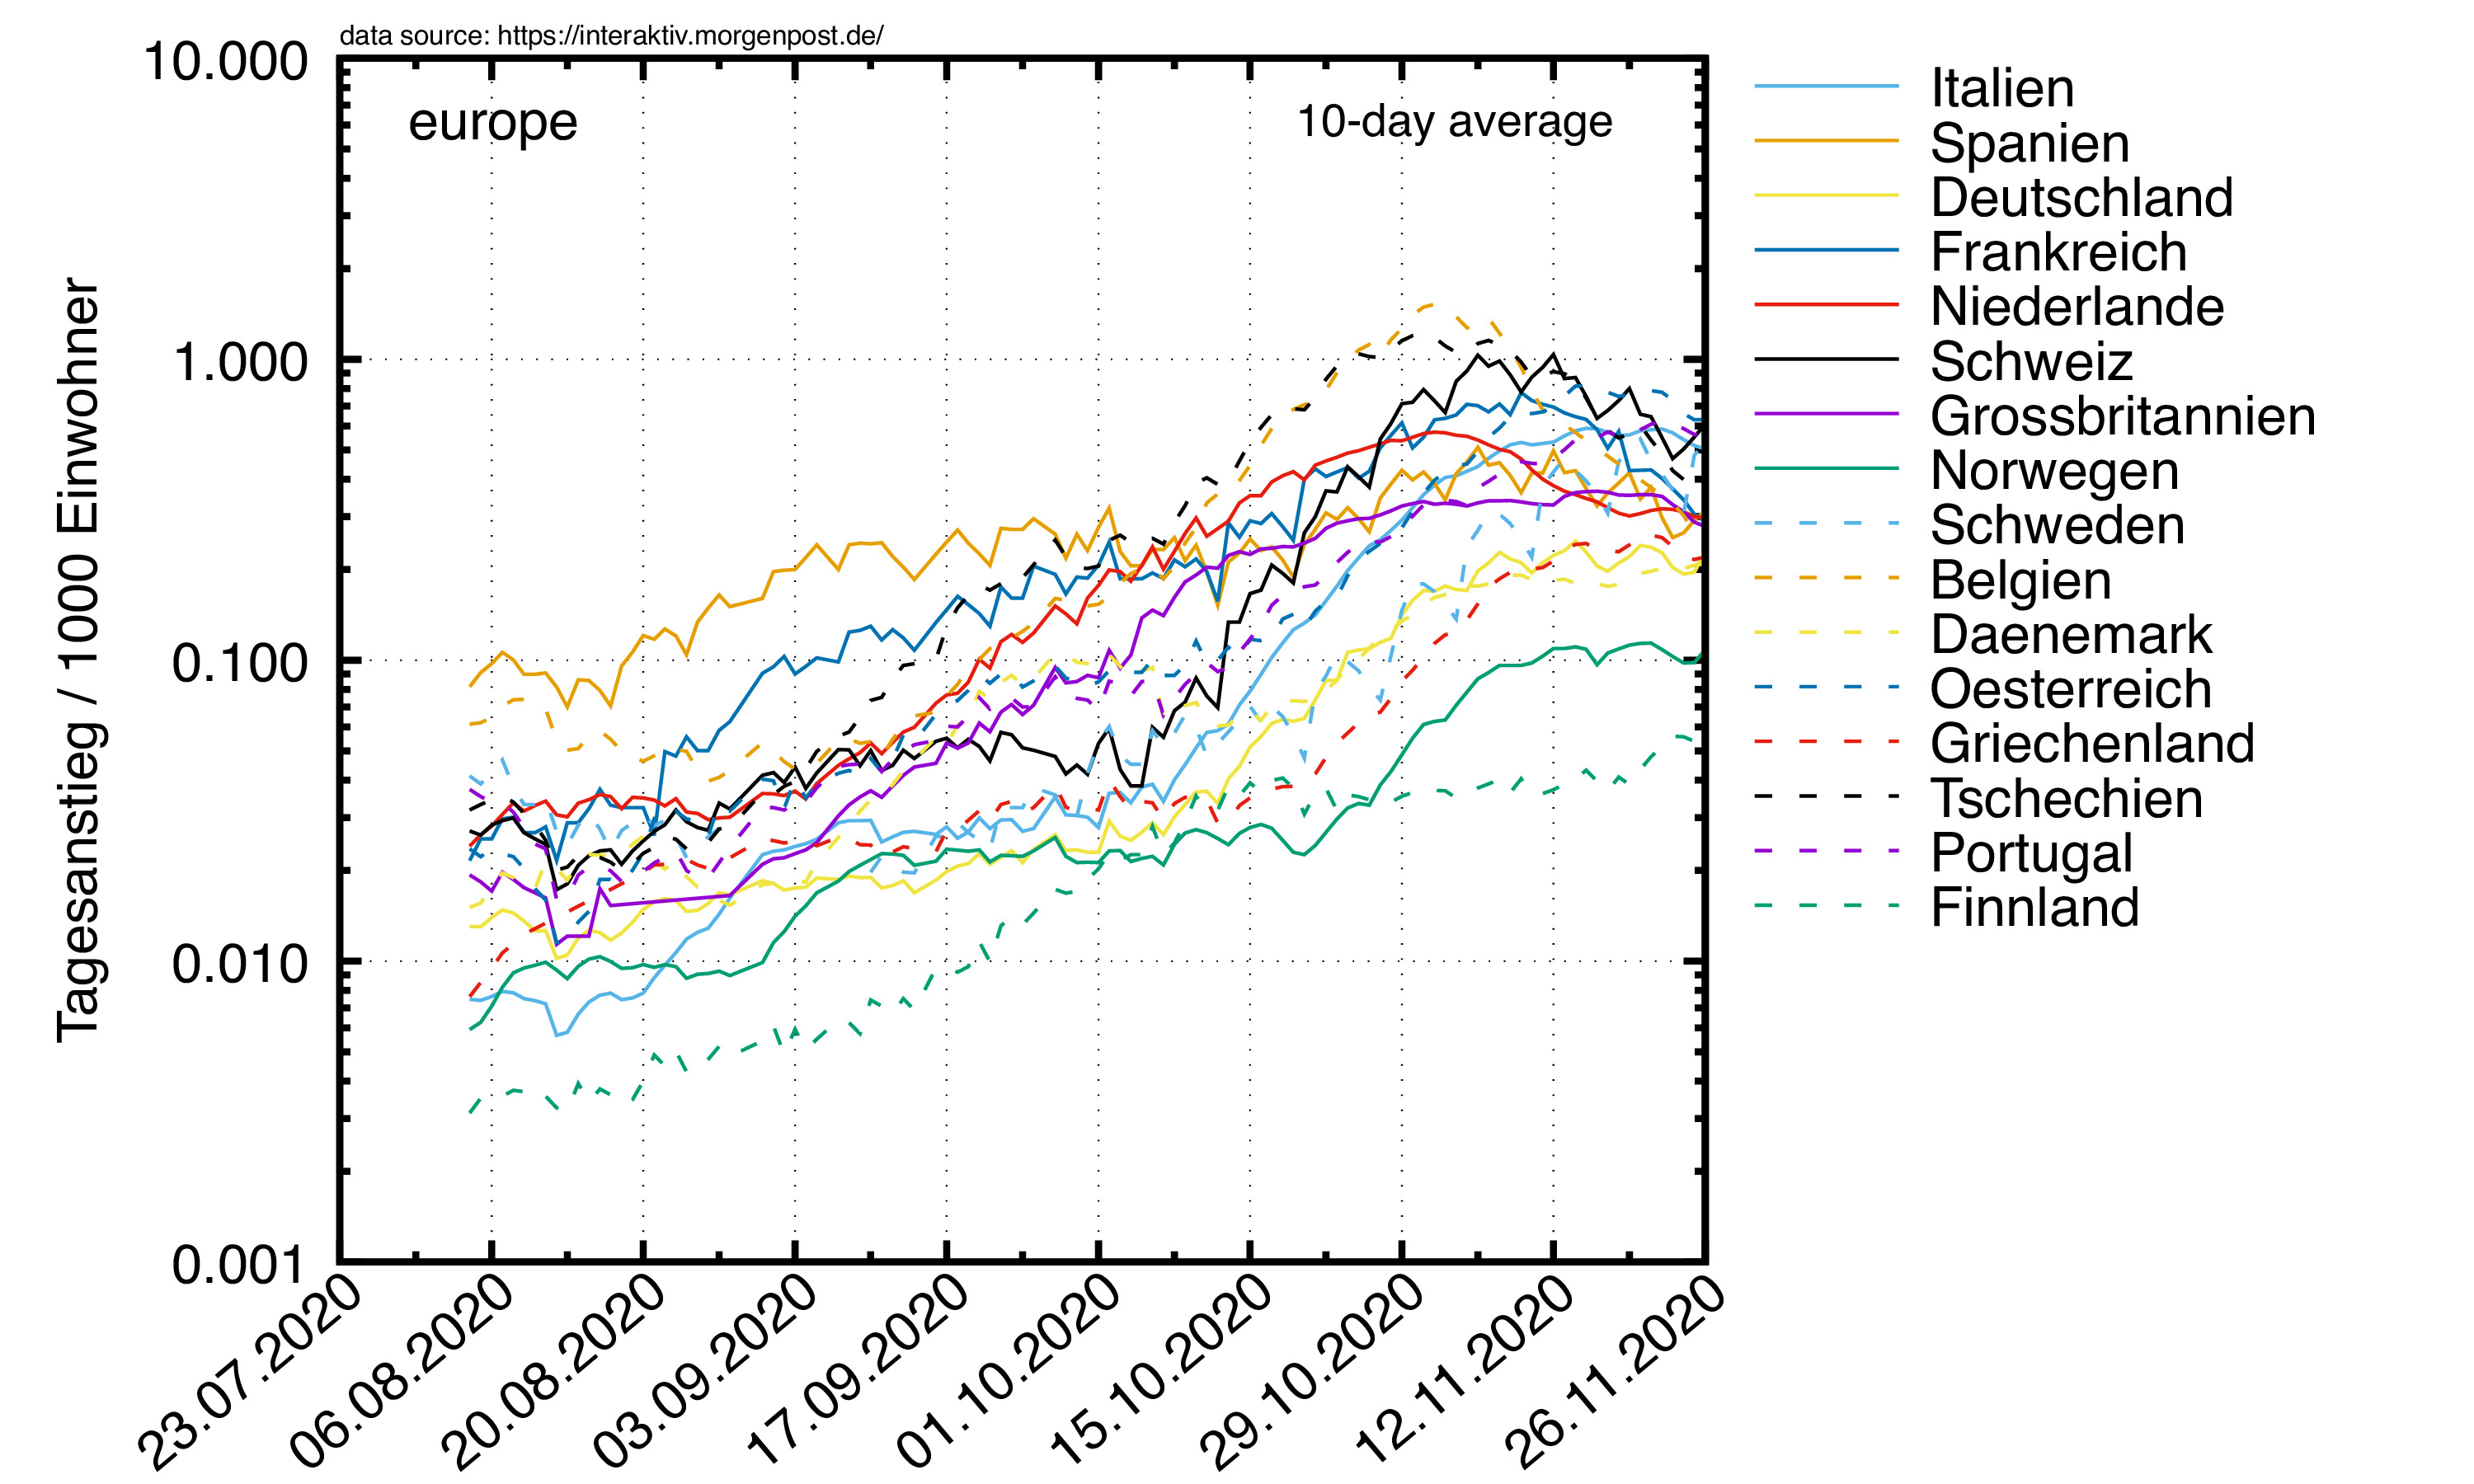 data source: https://interaktiv.morgenpost.de/
10.000
1.000
0.100
0.010
0.001
Tagesanstieg / 1000 Einwohner
europe
10-day average
23.07.2020
06.08.2020
20.08.2020
03.09.2020
17.09.2020
01.10.2020
15.10.2020
29.10.2020
12.11.2020
26.11.2020
Italien
Spanien
Deutschland
Frankreich
Niederlande
Schweiz
Grossbritannien
Norwegen
Schweden
Belgien
Daenemark
Oesterreich
Griechenland
Tschechien
Portugal
Finnland